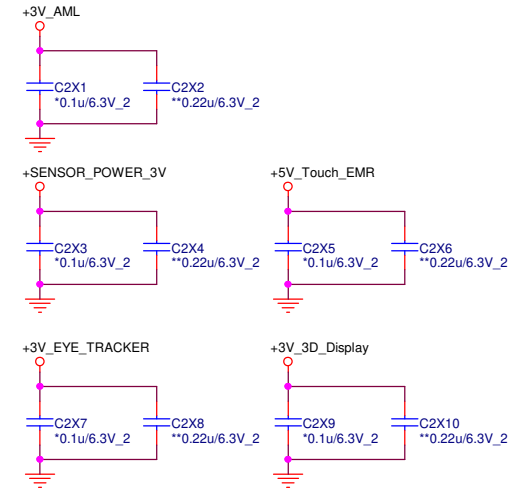 +3V_AML
C2X1
*0.1u/6.3V_2
C2X2
**0.22u/6.3V_2
+SENSOR_POWER_3V
C2X3
*0.1u/6.3V_2
C2X4
**0.22u/6.3V_2
+5V_Touch_EMR
C2X5
*0.1u/6.3V_2
C2X6
**0.22u/6.3V_2
+3V_EYE_TRACKER
C2X7
*0.1u/6.3V_2
C2X8
**0.22u/6.3V_2
+3V_3D_Display
C2X9
*0.1u/6.3V_2
C2X10
**0.22u/6.3V_2